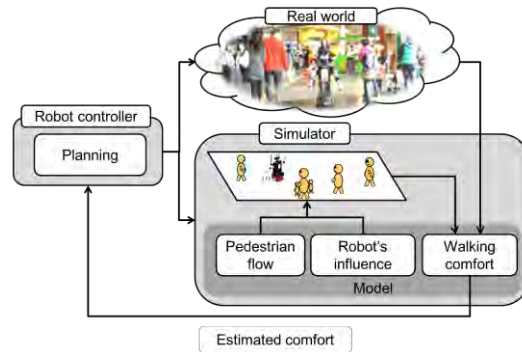 Real world
Robot controller
Planning
Simulator
Pedestrian
flow
Robot's
influence
Walking
comfort
Model
Estimated comfort